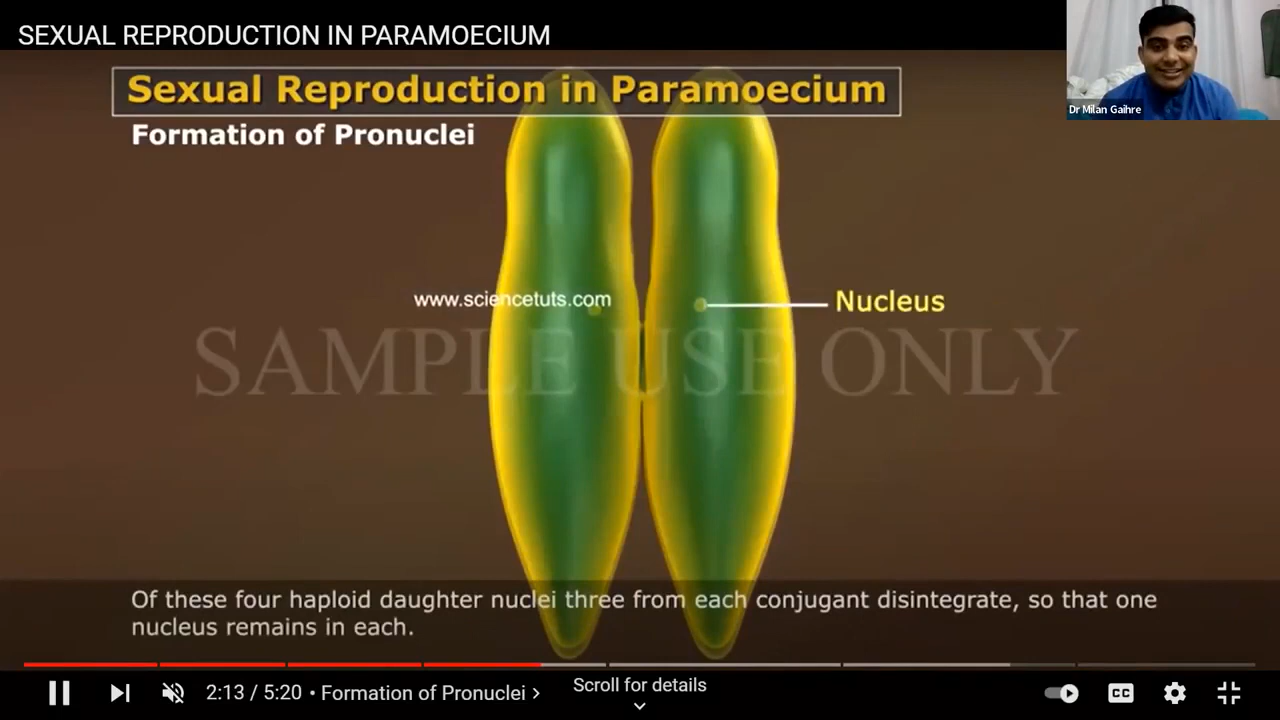 SEXUAL REPRODUCTION IN PARAMOECIUM
Dr Milan Gaihre
Sexual Reproduction in Paramoecium
Formation of Pronuclei
www.sciencetuts.com
Nucleus
SAMPLE USE ONLY
Of these four haploid daughter nuclei three from each conjugant disintegrate, so that one
nucleus remains in each.
2:13 / 5:20 • Formation of Pronuclei >
Scroll for details
CC